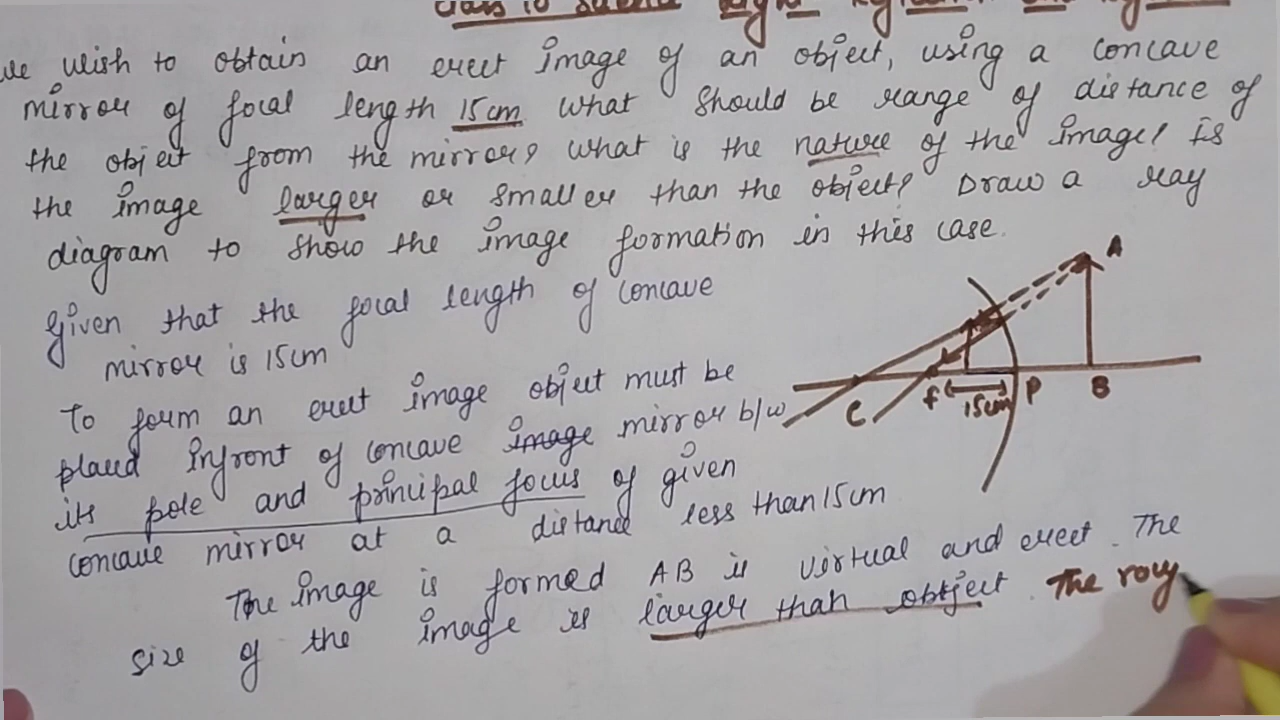 Class 10
we wish to obtain an erect image of an object, using a concave
mirror of focal length 15cm what should be range of distance of
the object from the mirror? what is the nature of the image? Is
the image larger or smaller than the object? Draw a ray
diagram to show the image formation in this case.
Given that the focal length of concave
mirror is 15cm
To form an erect image object must be
placed infront of concave image mirror b/w
its pole and principal focus of given
concave mirror at a distance less than 15cm
The image is formed AB is virtual and erect. The
size of the image is larger than object. The ray
A
C
f
15cm
P
B